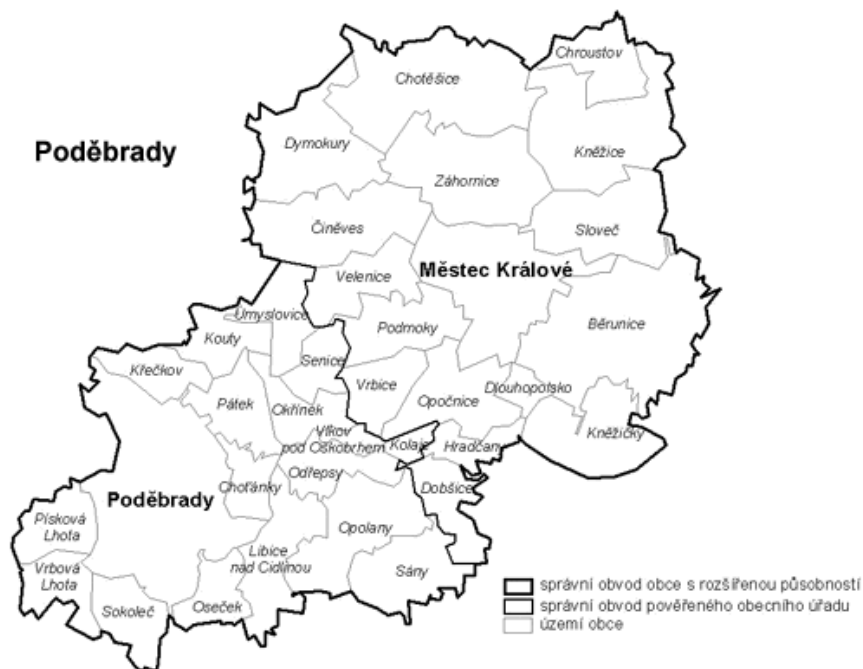 Chroustov
Chotěšice
Poděbrady
Dymokury
Kněžice
Záhornice
Činěves
Sloveč
Městec Králové
Velenice
Úmyslovice
Podmoky
Běrunice
Kouty
Senice
Křečkov
Vrbice
Dlouhopolsko
Pátek
Okřínek
Opočnice
Kněžičky
Vlkov
pod Oškobrhem
Kolaje
Hradčany
Odřepsy
Dobšice
Choťánky
Poděbrady
Písková
Lhota
Opolany
Libice
nad Cidlinou
Vrbová
Lhota
Sány
Sokoleč
Oseček
správní obvod obce s rozšířenou působností
správní obvod pověřeného obecního úřadu
území obce